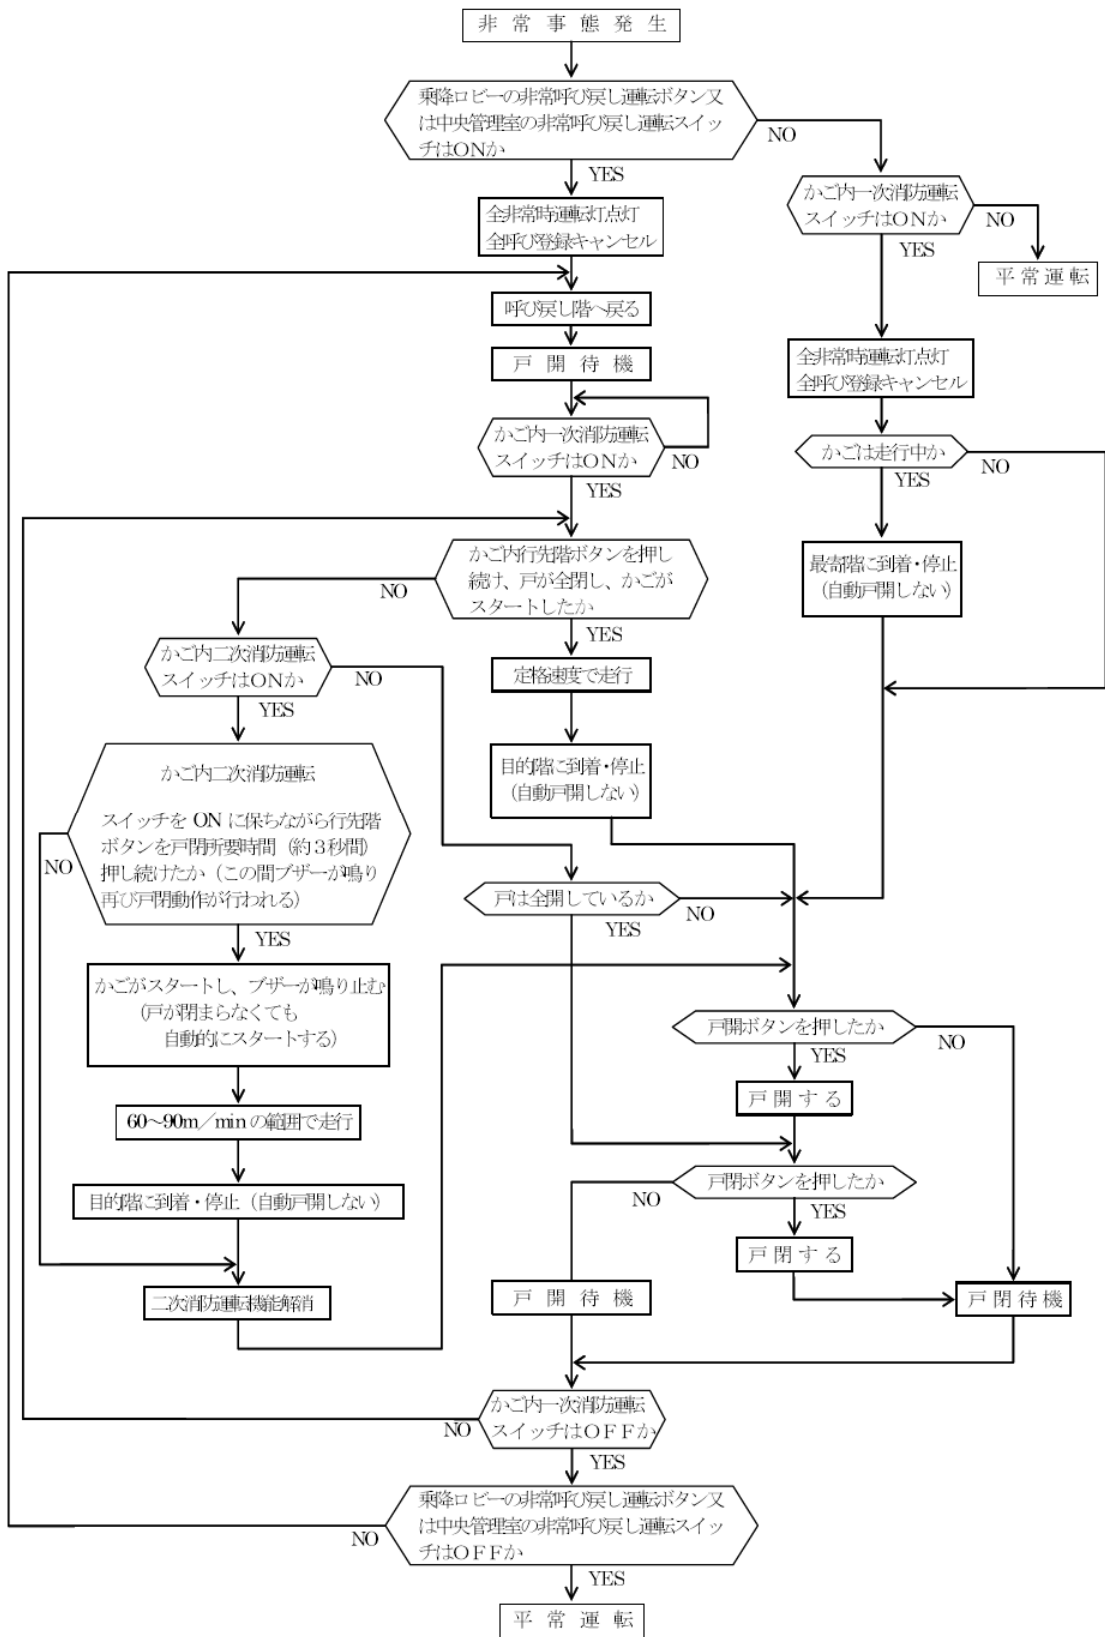 非常事態発生
乗降ロビーの非常呼び戻し運転ボタン又
は中央管理室の非常呼び戻し運転スイッ
チはONか
NO
YES
かご内一次消防運転
スイッチはONか
NO
YES
平常運転
全非常時運転灯点灯
全呼び登録キャンセル
呼び戻し階へ戻る
戸開待機
全非常時運転灯点灯
全呼び登録キャンセル
かご内一次消防運転
スイッチはONか
NO
YES
かごは走行中か
NO
YES
かご内行先階ボタンを押し
続け、戸が全閉し、かごが
スタートしたか
NO
YES
最寄階に到着・停止
(自動戸開しない)
かご内二次消防運転
スイッチはONか
NO
YES
定格速度で走行
目的階に到着・停止
(自動戸開しない)
かご内二次消防運転
スイッチを ON に保ちながら行先階
ボタンを戸閉所要時間(約3秒間)
押し続けたか(この間ブザーが鳴り
再び戸閉動作が行われる)
NO
YES
戸は全開しているか
NO
YES
かごがスタートし、ブザーが鳴り止む
(戸が閉まらなくても
自動的にスタートする)
戸開ボタンを押したか
NO
YES
戸開する
60~90m/minの範囲で走行
戸閉ボタンを押したか
NO
YES
目的階に到着・停止(自動戸開しない)
戸閉する
二次消防運転機能解消
戸開待機
戸閉待機
かご内一次消防運転
スイッチはOFFか
NO
YES
乗降ロビーの非常呼び戻し運転ボタン又
は中央管理室の非常呼び戻し運転スイッ
チはOFFか
NO
YES
平常運転